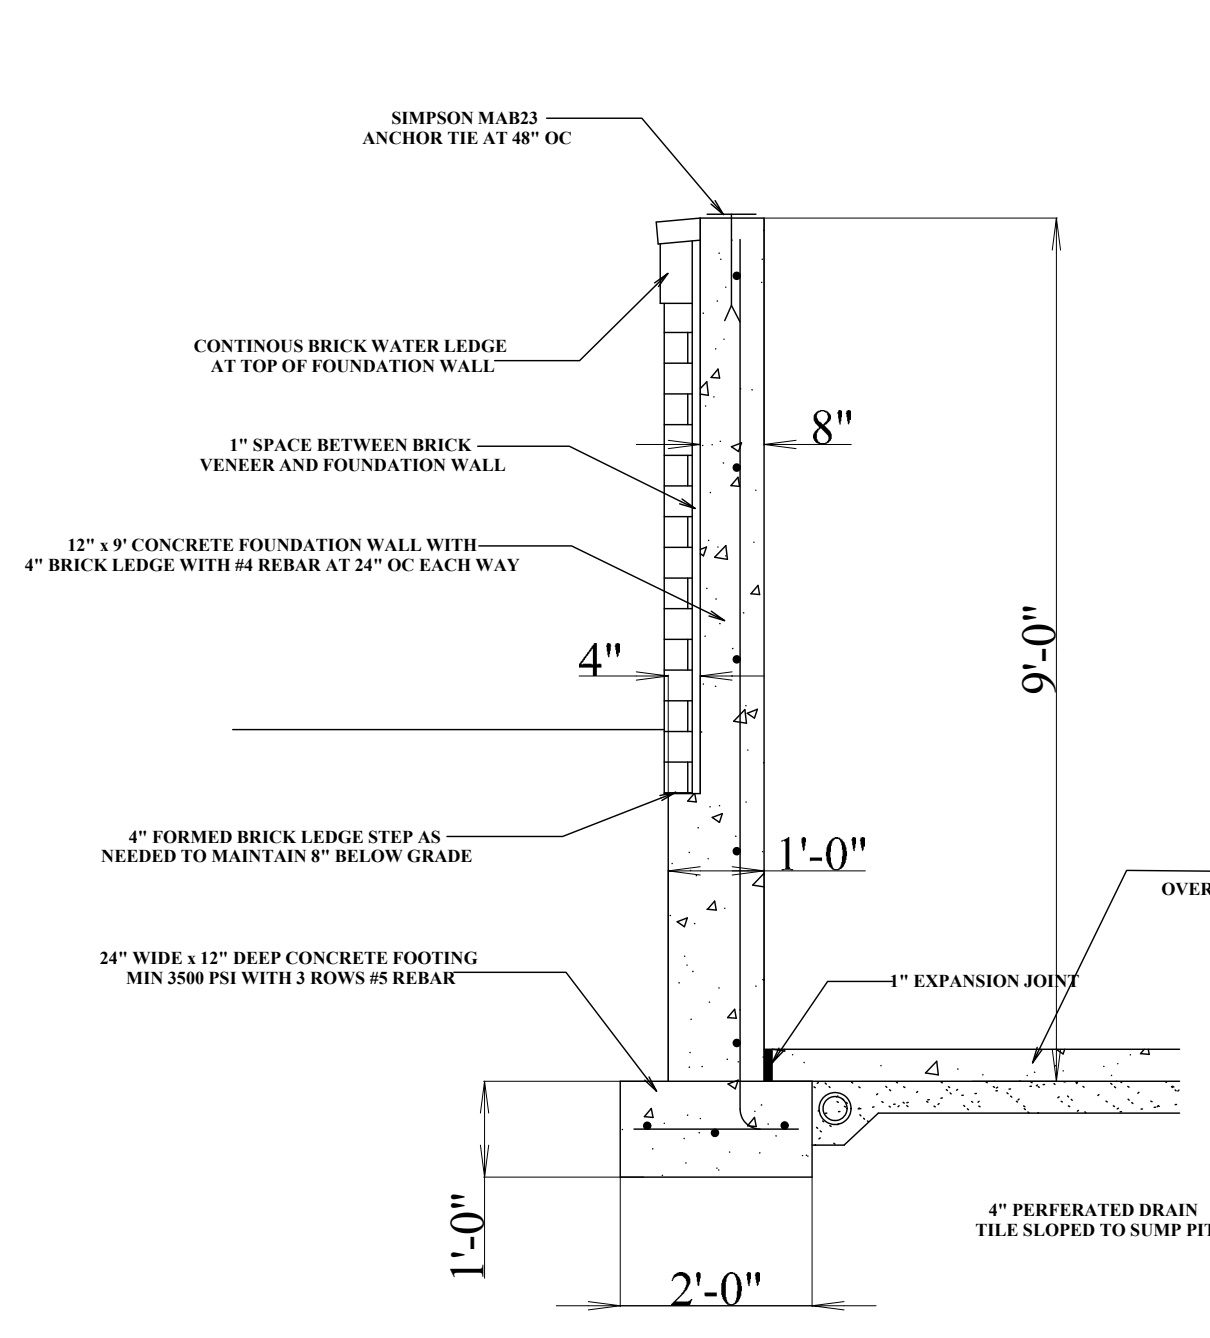 SIMPSON MAB23
ANCHOR TIE AT 48" OC
CONTINOUS BRICK WATER LEDGE
AT TOP OF FOUNDATION WALL
8"
1" SPACE BETWEEN BRICK
VENEER AND FOUNDATION WALL
12" x 9' CONCRETE FOUNDATION WALL WITH
4" BRICK LEDGE WITH #4 REBAR AT 24" OC EACH WAY
4"
9'-0"
4" FORMED BRICK LEDGE STEP AS
NEEDED TO MAINTAIN 8" BELOW GRADE
1'-0"
OVER
24" WIDE x 12" DEEP CONCRETE FOOTING
MIN 3500 PSI WITH 3 ROWS #5 REBAR
1" EXPANSION JOINT
1'-0"
4" PERFERATED DRAIN
TILE SLOPED TO SUMP PIT
2'-0"